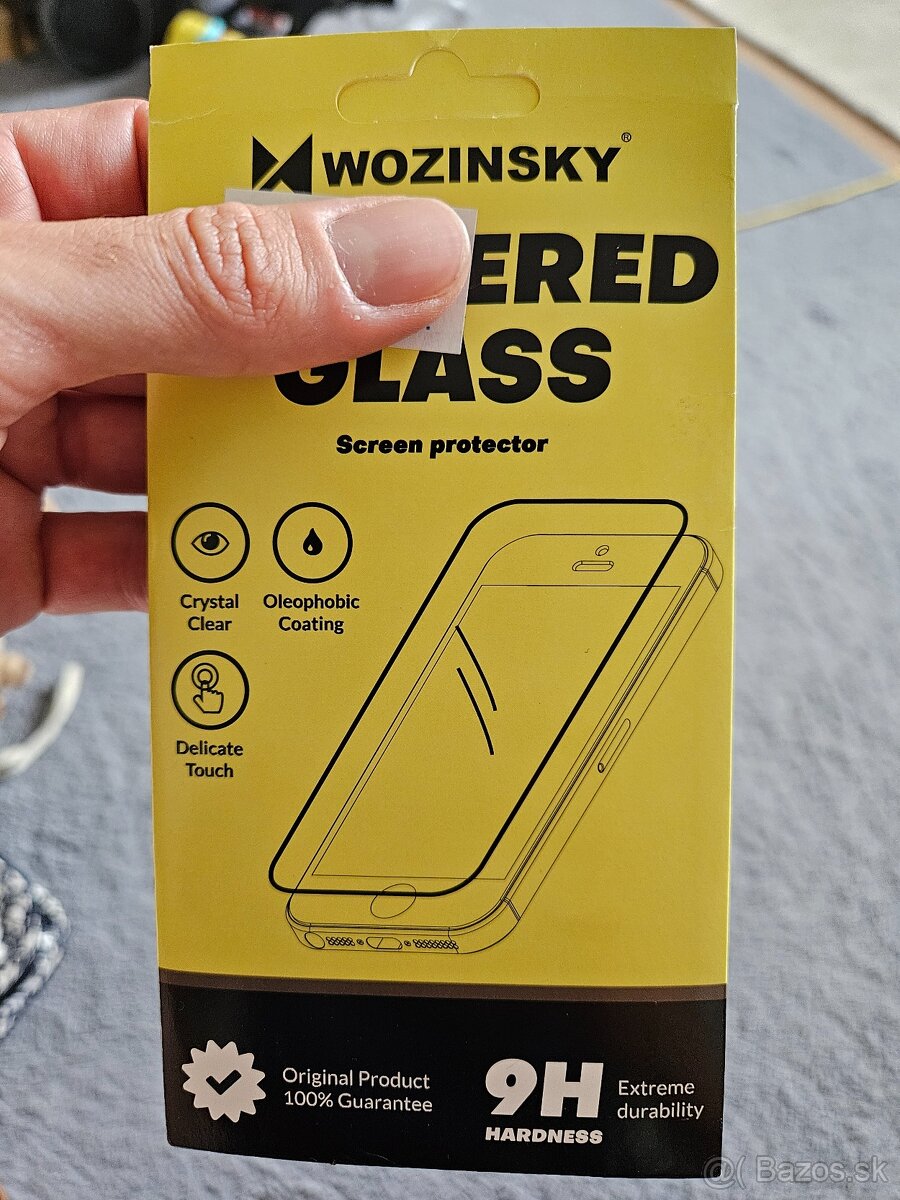 WOZINSKY®
ERED
GLASS
Screen protector
Crystal
Clear
Oleophobic
Coating
Delicate
Touch
Original Product
100% Guarantee
9H
HARDNESS
Extreme
durability
@( Bazos.sk